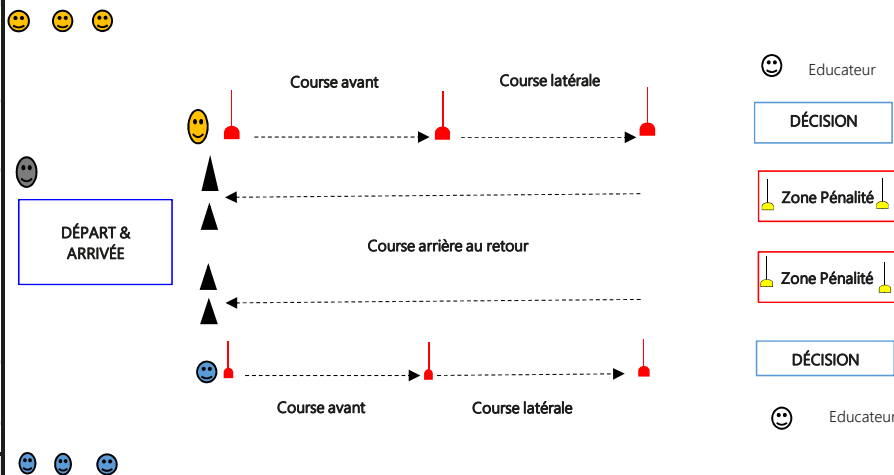 Educateur
Course avant
Course latérale
DÉCISION
Zone Pénalité
DÉPART &
ARRIVÉE
Course arrière au retour
Zone Pénalité
DÉCISION
Course avant
Course latérale
Educateur